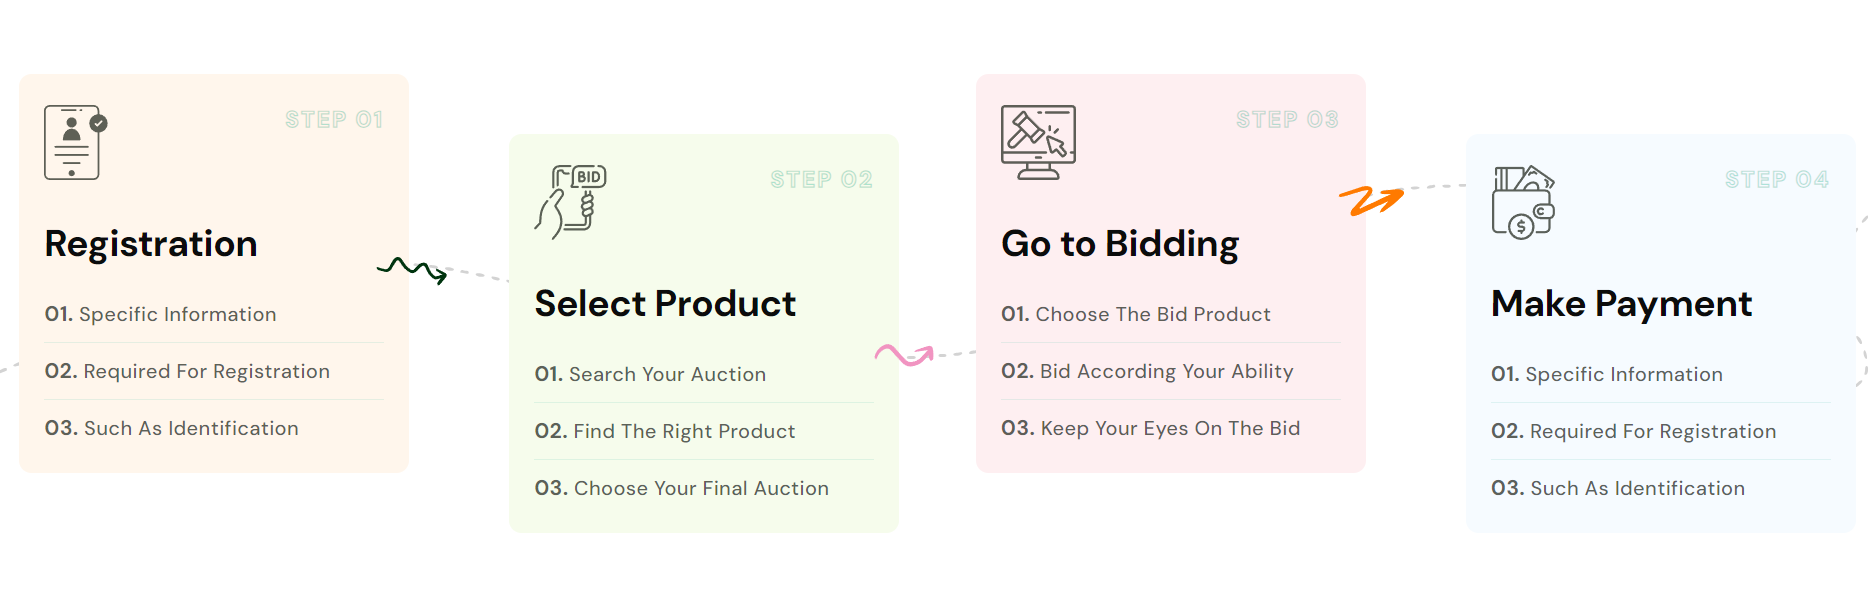 STEP 01
Registration
01. Specific Information
02. Required For Registration
03. Such As Identification
BID
STEP 02
Select Product
01. Search Your Auction
02. Find The Right Product
03. Choose Your Final Auction
STEP 03
Go to Bidding
01. Choose The Bid Product
02. Bid According Your Ability
03. Keep Your Eyes On The Bid
STEP 04
$
Make Payment
01. Specific Information
02. Required For Registration
03. Such As Identification